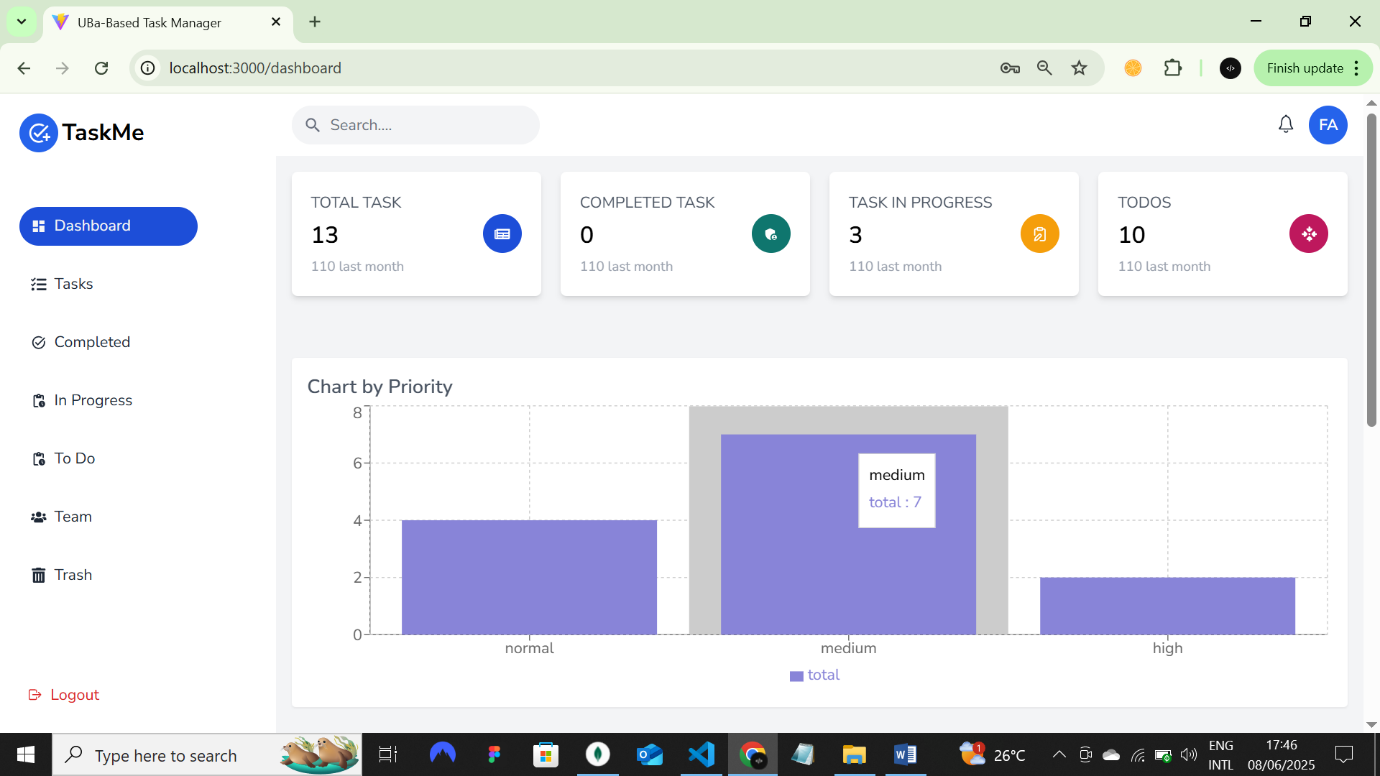 UBa-Based Task Manager
localhost:3000/dashboard
Finish update
TaskMe
Search....
FA
Dashboard
Tasks
Completed
In Progress
To Do
Team
Trash
Logout
TOTAL TASK
13
110 last month
COMPLETED TASK
0
110 last month
TASK IN PROGRESS
3
110 last month
TODOS
10
110 last month
Chart by Priority
8
6
4
2
0
medium
total : 7
normal
medium
high
total
Type here to search
1
26°C
ENG
INTL
17:46
08/06/2025